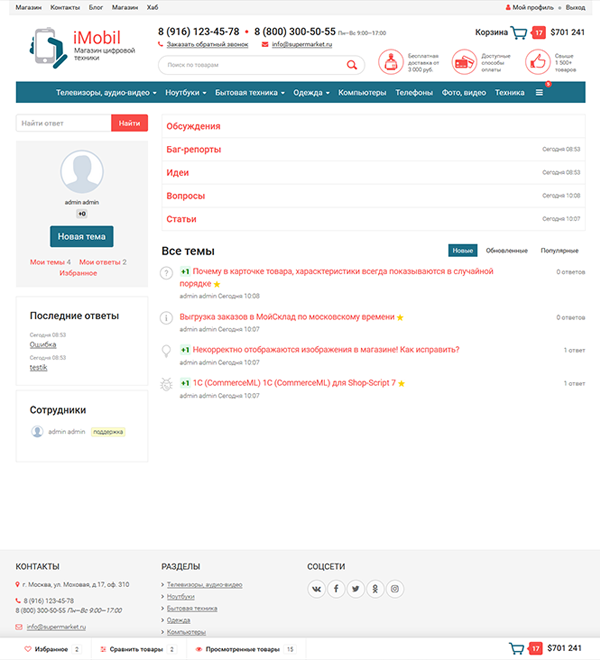 Магазин Контакты Блог Магазин Хаб Мой профиль » Выход
iMobil
Магазин цифровой
техники
8 (916) 123-45-78 • 8 (800) 300-50-55 Пн—Вс 9:00—17:00
Заказать обратный звонок info@supermarket.ru
Поиск по товарам
Бесплатная
доставка от
3 000 руб.
Доступные
способы
оплаты
Свыше
1 500+
товаров
Корзина 17 $701 241
Телевизоры, аудио-видео Ноутбуки Бытовая техника Одежда Компьютеры Телефоны Фото, видео Техника
Найти ответ Найти
admin admin
+0
Новая тема
Мои темы 4 Мои ответы 2
Избранное
Последние ответы
Сегодня 08:53
Ошибка
Сегодня 08:53
testik
Сотрудники
admin admin поддержка
Обсуждения
Баг-репорты Сегодня 08:53
Идеи Сегодня 08:53
Вопросы Сегодня 10:08
Статьи Сегодня 10:07
Все темы Новые Обновленные Популярные
+1 Почему в карточке товара, харасктеристики всегда показываются в случайной
порядке 0 ответов
admin admin Сегодня 10:08
Выгрузка заказов в МойСклад по московскому времени 0 ответов
admin admin Сегодня 10:07
+1 Некорректно отображаются изображения в магазине! Как исправить? 1 ответ
admin admin Сегодня 10:07
+1 1С (CommerceML) 1С (CommerceML) для Shop-Script 7 1 ответ
admin admin Сегодня 10:07
КОНТАКТЫ
г. Москва, ул. Моховая, д.17, оф. 310
8 (916) 123-45-78
8 (800) 300-50-55 Пн—Вс 9:00—17:00
info@supermarket.ru
РАЗДЕЛЫ
Телевизоры, аудио-видео
Ноутбуки
Бытовая техника
Одежда
Компьютеры
СОЦСЕТИ
Избранное 2 Сравнить товары 2 Просмотренные товары 15 17 $701 241